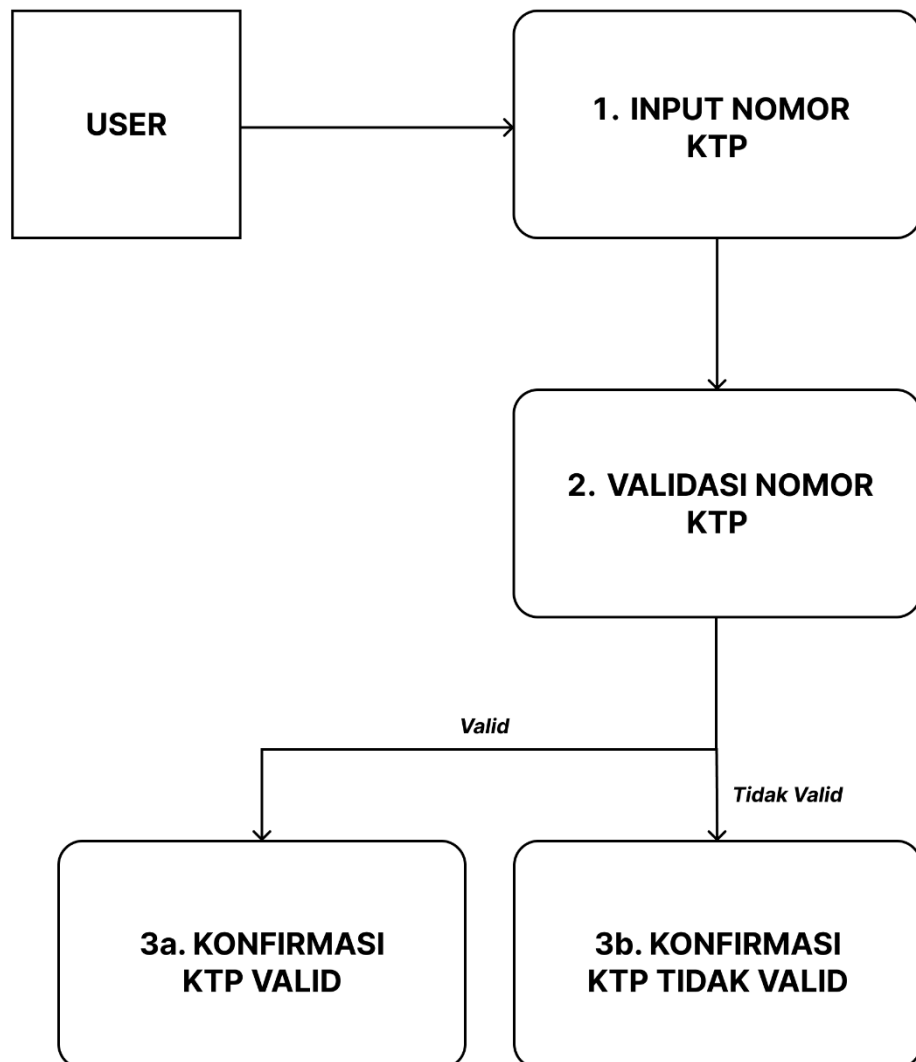 USER
1. INPUT NOMOR
KTP
2. VALIDASI NOMOR
KTP
Valid
Tidak Valid
3a. KONFIRMASI
KTP VALID
3b. KONFIRMASI
KTP TIDAK VALID